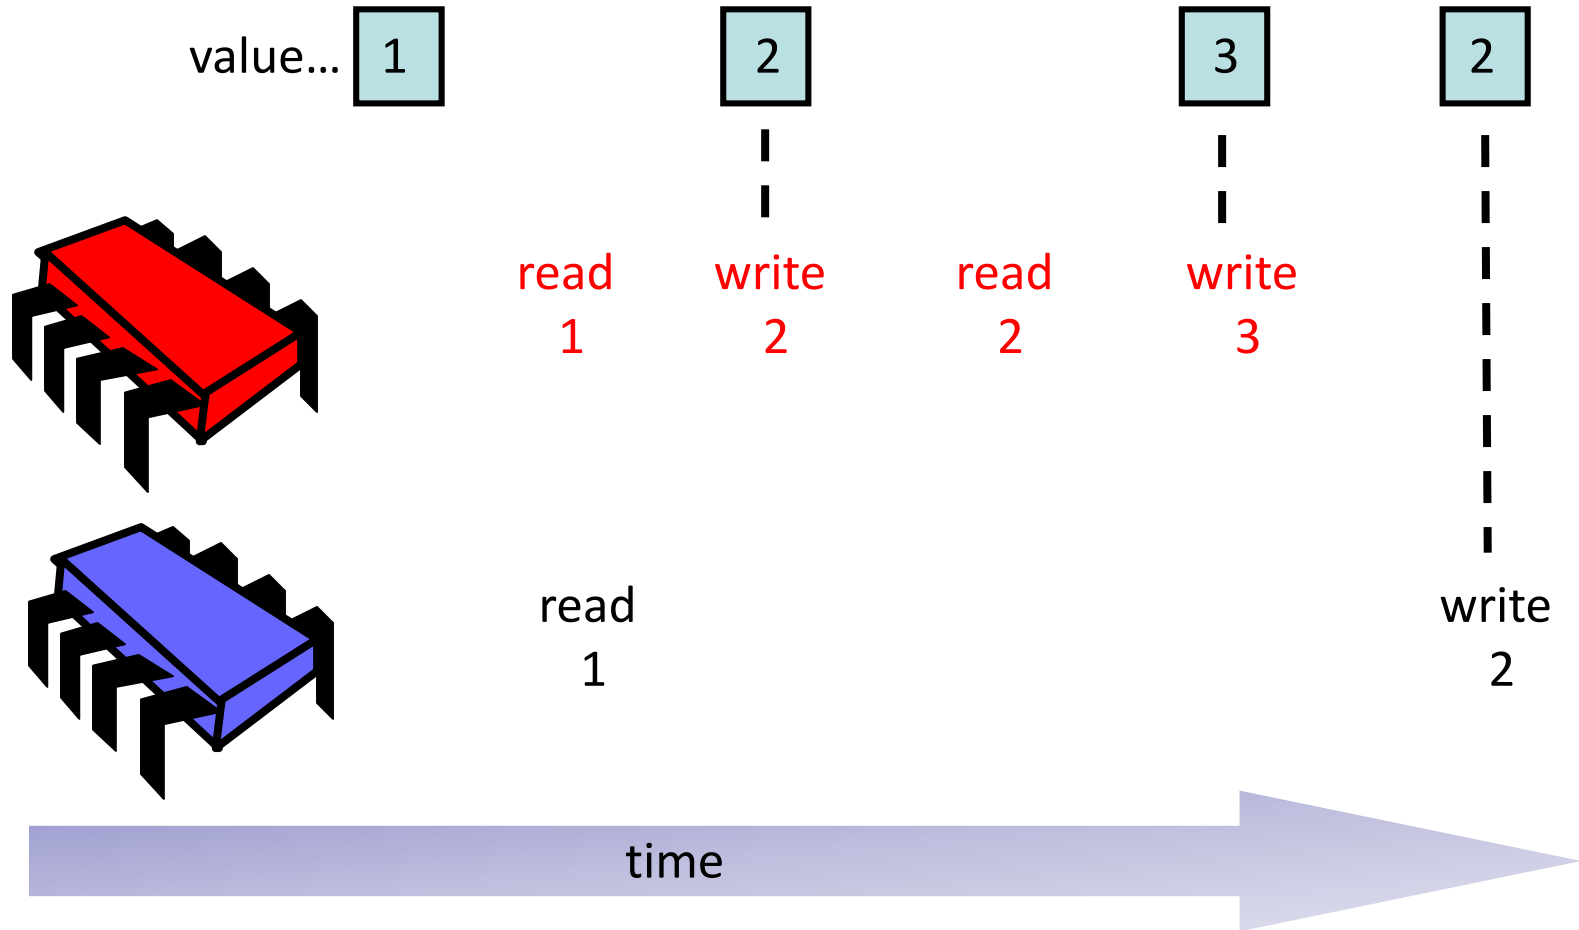 value... 1 2 3 2
read write read write
1 2 2 3
read write
1 2
time